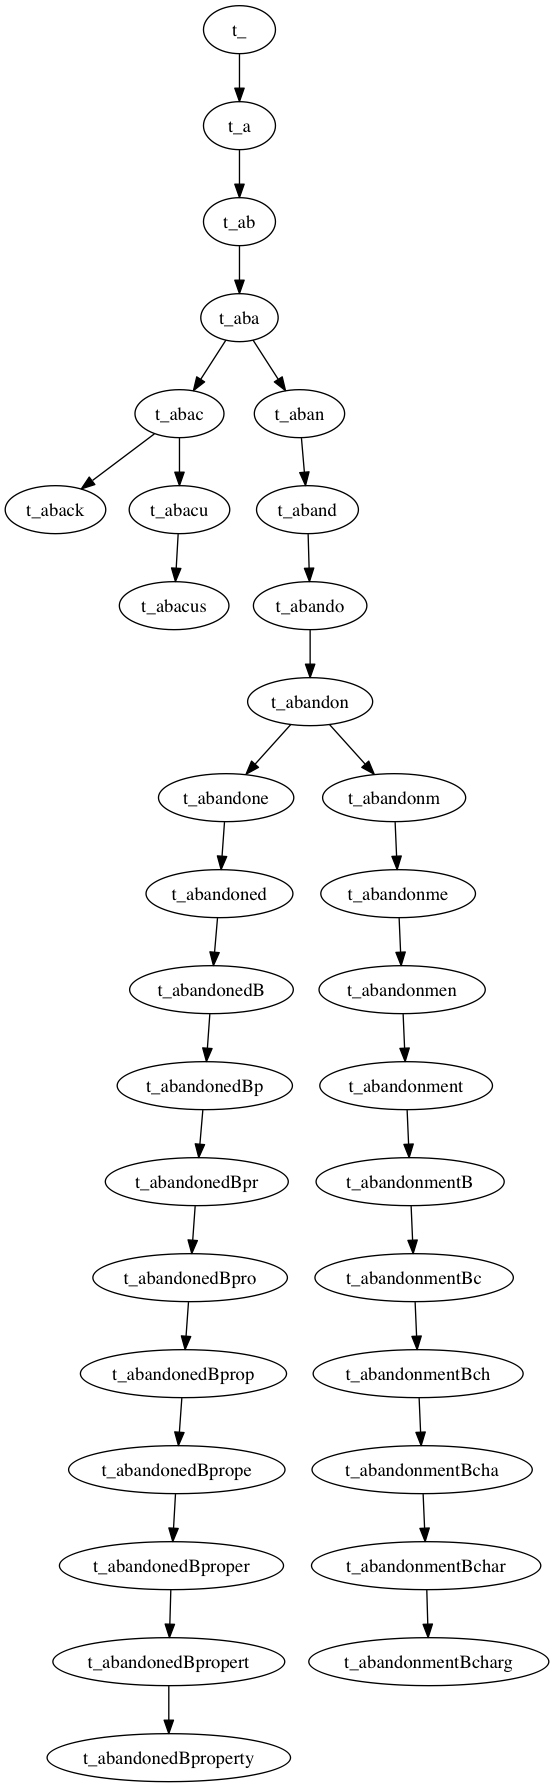 t_
t_a
t_ab
t_aba
t_abac
t_aban
t_aback
t_abacu
t_aband
t_abacus
t_abando
t_abandon
t_abandone
t_abandonm
t_abandoned
t_abandonme
t_abandonedB
t_abandonmen
t_abandonedBp
t_abandonment
t_abandonedBpr
t_abandonmentB
t_abandonedBpro
t_abandonmentBc
t_abandonedBprop
t_abandonmentBch
t_abandonedBprope
t_abandonmentBcha
t_abandonedBproper
t_abandonmentBchar
t_abandonedBpropert
t_abandonmentBcharg
t_abandonedBproperty